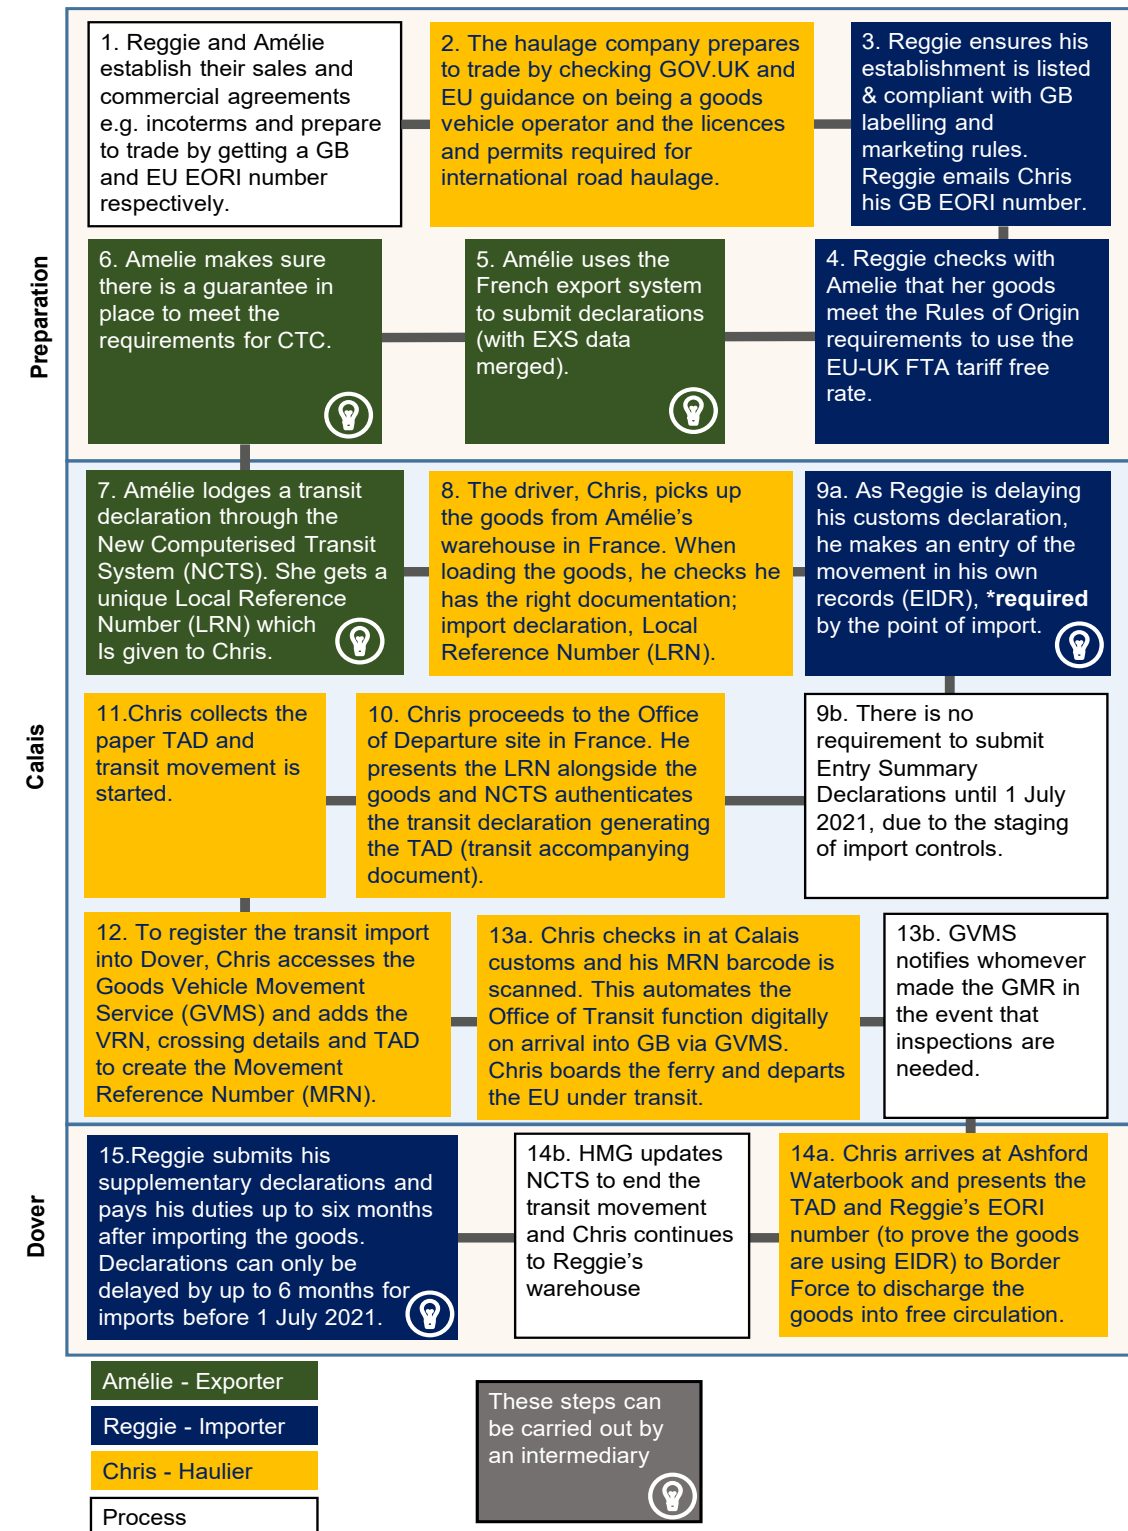 Preparation
1. Reggie and Amélie
establish their sales and
commercial agreements
e.g. incoterms and prepare
to trade by getting a GB
and EU EORI number
respectively.
2. The haulage company prepares
to trade by checking GOV.UK and
EU guidance on being a goods
vehicle operator and the licences
and permits required for
international road haulage.
3. Reggie ensures his
establishment is listed
& compliant with GB
labelling and
marketing rules.
Reggie emails Chris
his GB EORI number.
4. Reggie checks with
Amelie that her goods
meet the Rules of Origin
requirements to use the
EU-UK FTA tariff free
rate.
5. Amélie uses the
French export system
to submit declarations
(with EXS data
merged).
6. Amelie makes sure
there is a guarantee in
place to meet the
requirements for CTC.
Calais
7. Amélie lodges a transit
declaration through the
New Computerised Transit
System (NCTS). She gets a
unique Local Reference
Number (LRN) which
Is given to Chris.
8. The driver, Chris, picks up
the goods from Amélie's
warehouse in France. When
loading the goods, he checks he
has the right documentation;
import declaration, Local
Reference Number (LRN).
9a. As Reggie is delaying
his customs declaration,
he makes an entry of the
movement in his own
records (EIDR), *required
by the point of import.
9b. There is no
requirement to submit
Entry Summary
Declarations until 1 July
2021, due to the staging
of import controls.
10. Chris proceeds to the Office
of Departure site in France. He
presents the LRN alongside the
goods and NCTS authenticates
the transit declaration generating
the TAD (transit accompanying
document).
11.Chris collects the
paper TAD and
transit movement is
started.
12. To register the transit import
into Dover, Chris accesses the
Goods Vehicle Movement
Service (GVMS) and adds the
VRN, crossing details and TAD
to create the Movement
Reference Number (MRN).
13a. Chris checks in at Calais
customs and his MRN barcode is
scanned. This automates the
Office of Transit function digitally
on arrival into GB via GVMS.
Chris boards the ferry and departs
the EU under transit.
13b. GVMS
notifies whomever
made the GMR in
the event that
inspections are
needed.
Dover
14a. Chris arrives at Ashford
Waterbook and presents the
TAD and Reggie's EORI
number (to prove the goods
are using EIDR) to Border
Force to discharge the
goods into free circulation.
14b. HMG updates
NCTS to end the
transit movement
and Chris continues
to Reggie's
warehouse
15.Reggie submits his
supplementary declarations and
pays his duties up to six months
after importing the goods.
Declarations can only be
delayed by up to 6 months for
imports before 1 July 2021.
Amélie - Exporter
Reggie - Importer
Chris - Haulier
Process
These steps can
be carried out by
an intermediary